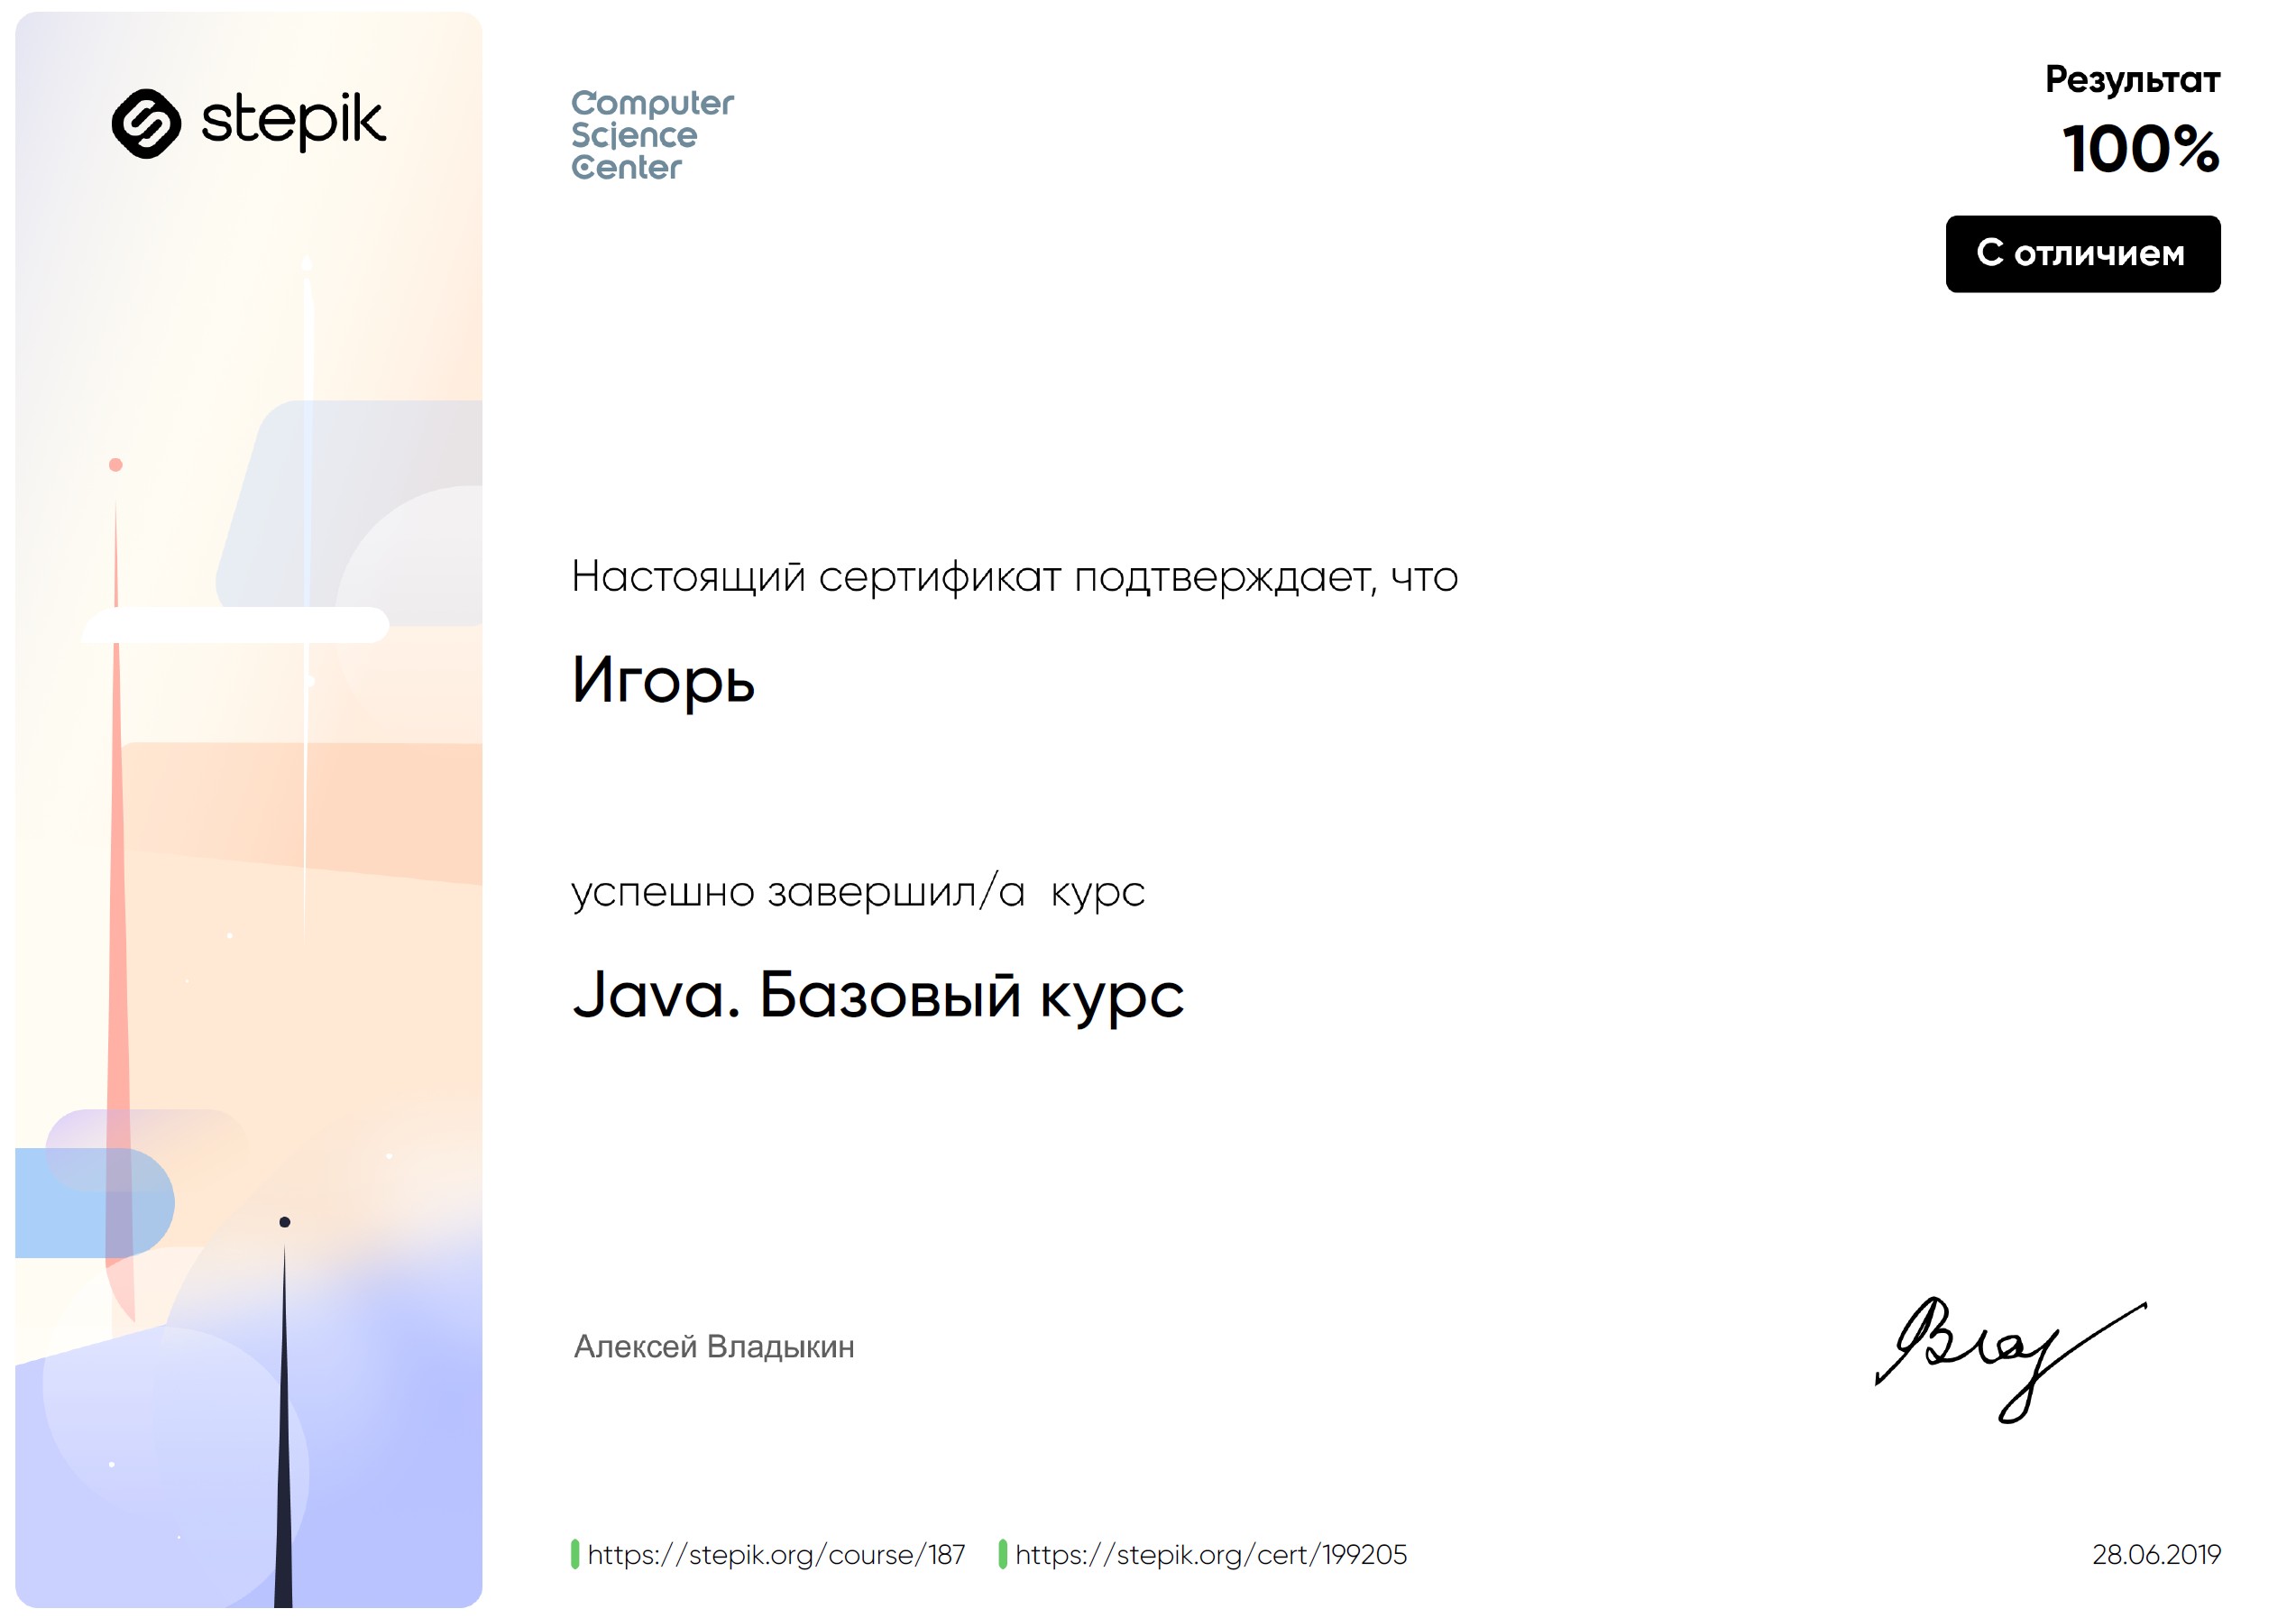 stepik
Computer
Science
Center
Результат
100%
С отличием
Настоящий сертификат подтверждает, что
Игорь
успешно завершил/а курс
Java. Базовый курс
Алексей Владыкин
https://stepik.org/course/187 https://stepik.org/cert/199205
28.06.2019